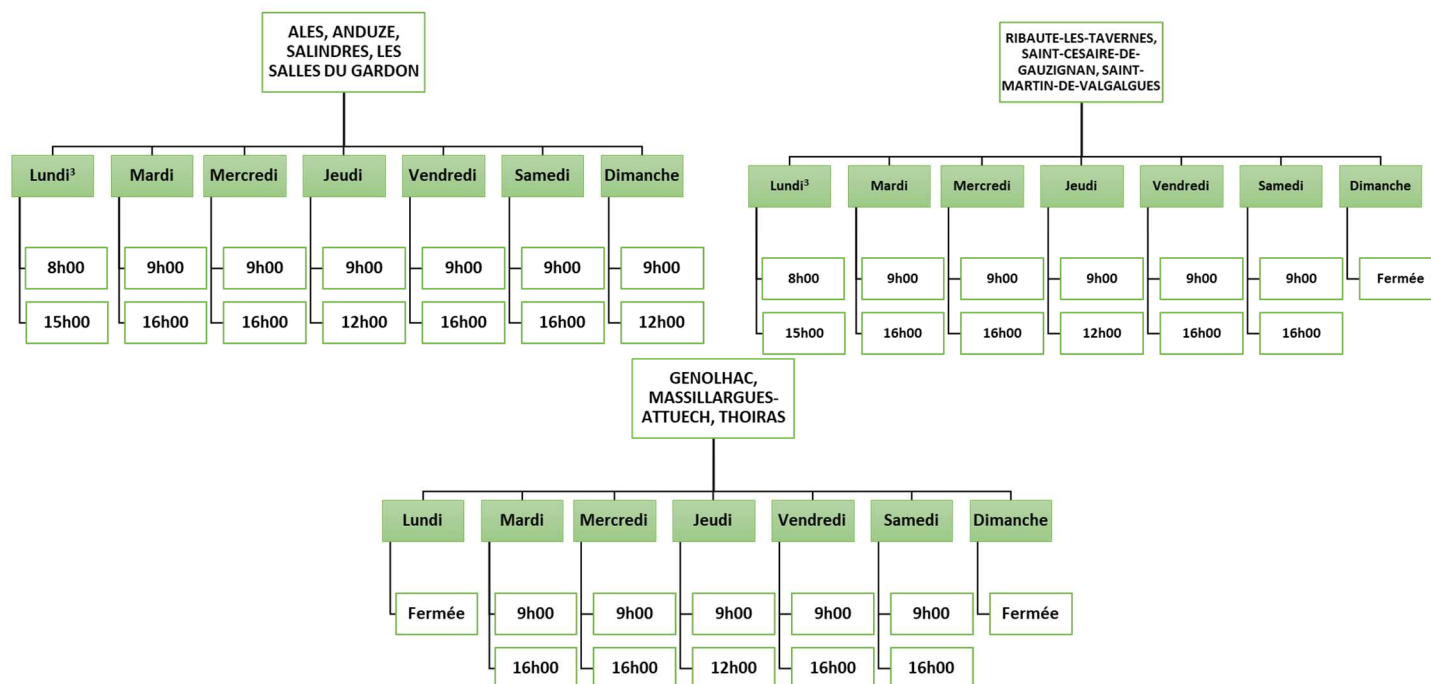 ALES, ANDUZE,
SALINDRES, LES
SALLES DU GARDON
Lundi³ Mardi Mercredi Jeudi Vendredi Samedi Dimanche
8h00 9h00 9h00 9h00 9h00 9h00 9h00
15h00 16h00 16h00 12h00 16h00 16h00 12h00
RIBAUTE-LES-TAVERNES,
SAINT-CESAIRE-DE-
GAUZIGNAN, SAINT-
MARTIN-DE-VALGALGUES
Lundi³ Mardi Mercredi Jeudi Vendredi Samedi Dimanche
8h00 9h00 9h00 9h00 9h00 9h00 Fermée
15h00 16h00 16h00 12h00 16h00 16h00
GENOLHAC,
MASSILLARGUES-
ATTUECH, THOIRAS
Lundi Mardi Mercredi Jeudi Vendredi Samedi Dimanche
Fermée 9h00 9h00 9h00 9h00 9h00 Fermée
16h00 16h00 12h00 16h00 16h00